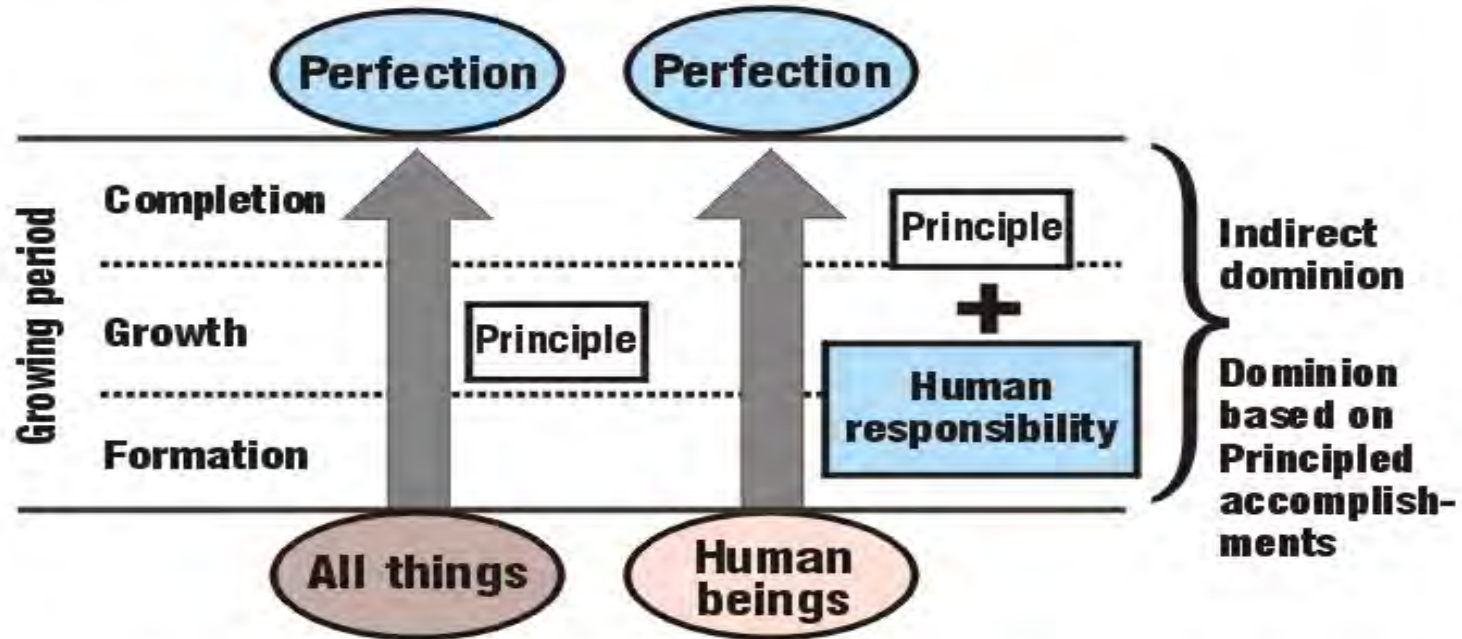 Perfection
Perfection
Growing period
Completion
Growth
Formation
Principle
Principle
Human
responsibility
Indirect
dominion
Dominion
based on
Principled
accomplish-
ments
All things
Human
beings